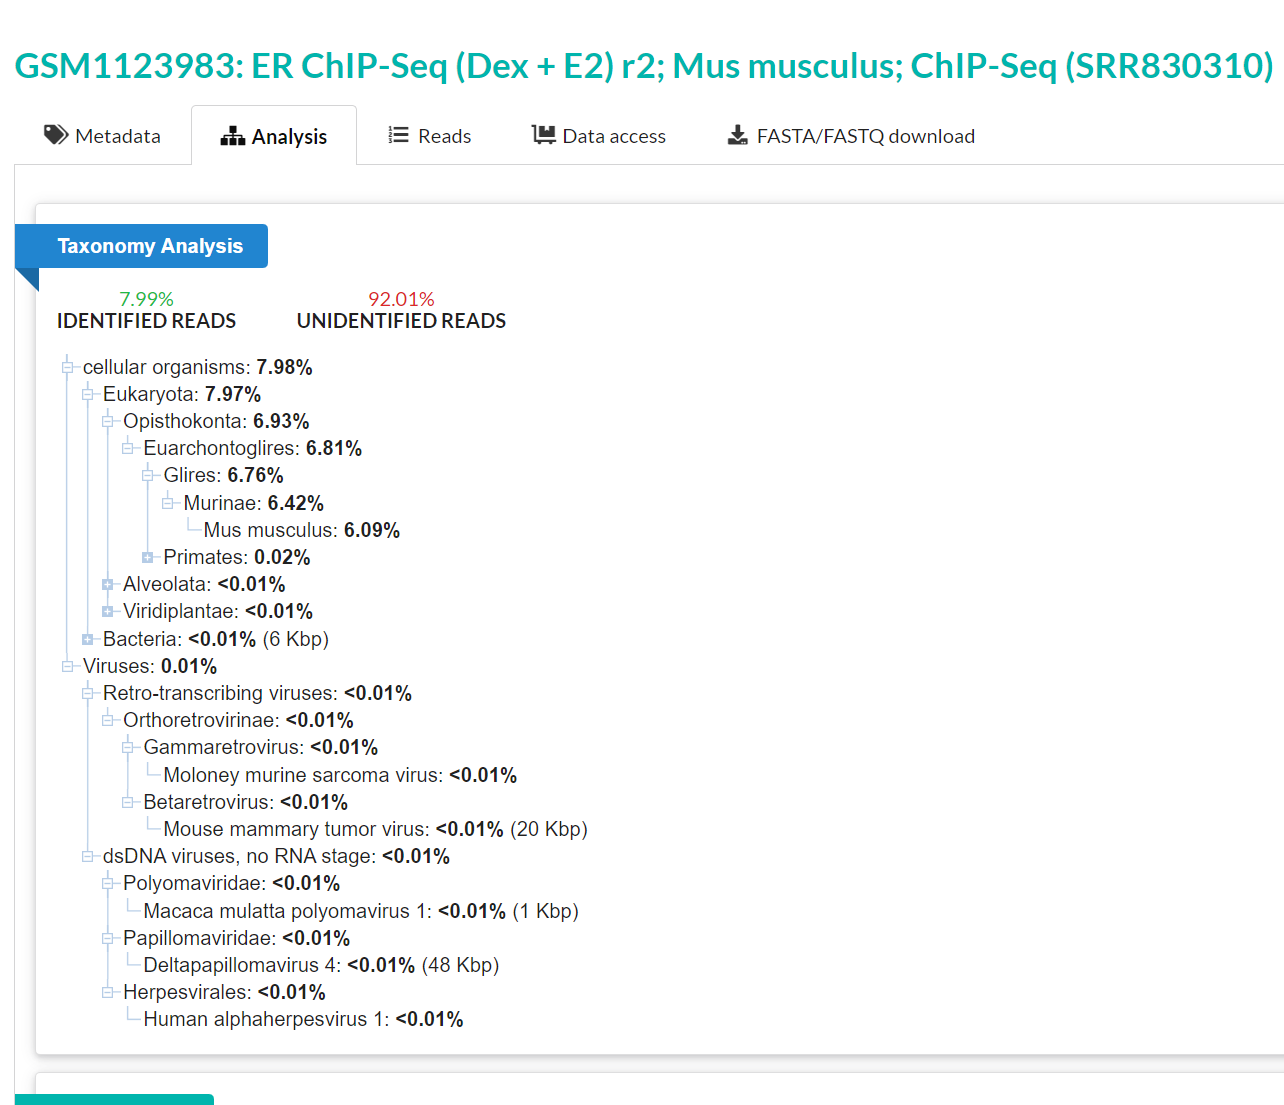 GSM1123983: ER ChIP-Seq (Dex + E2) r2; Mus musculus; ChIP-Seq (SRR830310)
Metadata Analysis Reads Data access FASTA/FASTQ download
Taxonomy Analysis
7.99% 92.01%
IDENTIFIED READS UNIDENTIFIED READS
cellular organisms: 7.98%
Eukaryota: 7.97%
Opisthokonta: 6.93%
Euarchontoglires: 6.81%
Glires: 6.76%
Murinae: 6.42%
Mus musculus: 6.09%
Primates: 0.02%
Alveolata: <0.01%
Viridiplantae: <0.01%
Bacteria: <0.01% (6 Kbp)
Viruses: 0.01%
Retro-transcribing viruses: <0.01%
Orthoretrovirinae: <0.01%
Gammaretrovirus: <0.01%
Moloney murine sarcoma virus: <0.01%
Betaretrovirus: <0.01%
Mouse mammary tumor virus: <0.01% (20 Kbp)
dsDNA viruses, no RNA stage: <0.01%
Polyomaviridae: <0.01%
Macaca mulatta polyomavirus 1: <0.01% (1 Kbp)
Papillomaviridae: <0.01%
Deltapapillomavirus 4: <0.01% (48 Kbp)
Herpesvirales: <0.01%
Human alphaherpesvirus 1: <0.01%